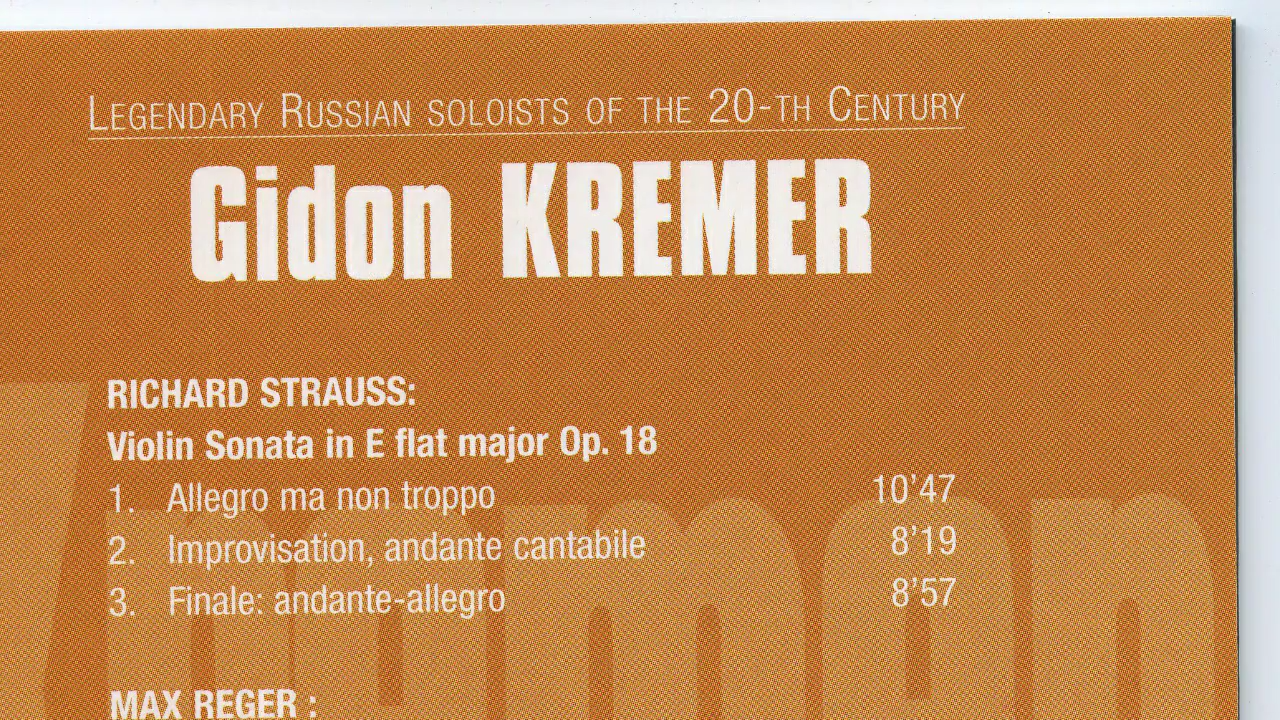 Legendary Russian soloists of the 20-th Century
Gidon KREMER
RICHARD STRAUSS:
Violin Sonata in E flat major Op. 18
1. Allegro ma non troppo 10'47
2. Improvisation, andante cantabile 8'19
3. Finale: andante-allegro 8'57
MAX REGER :